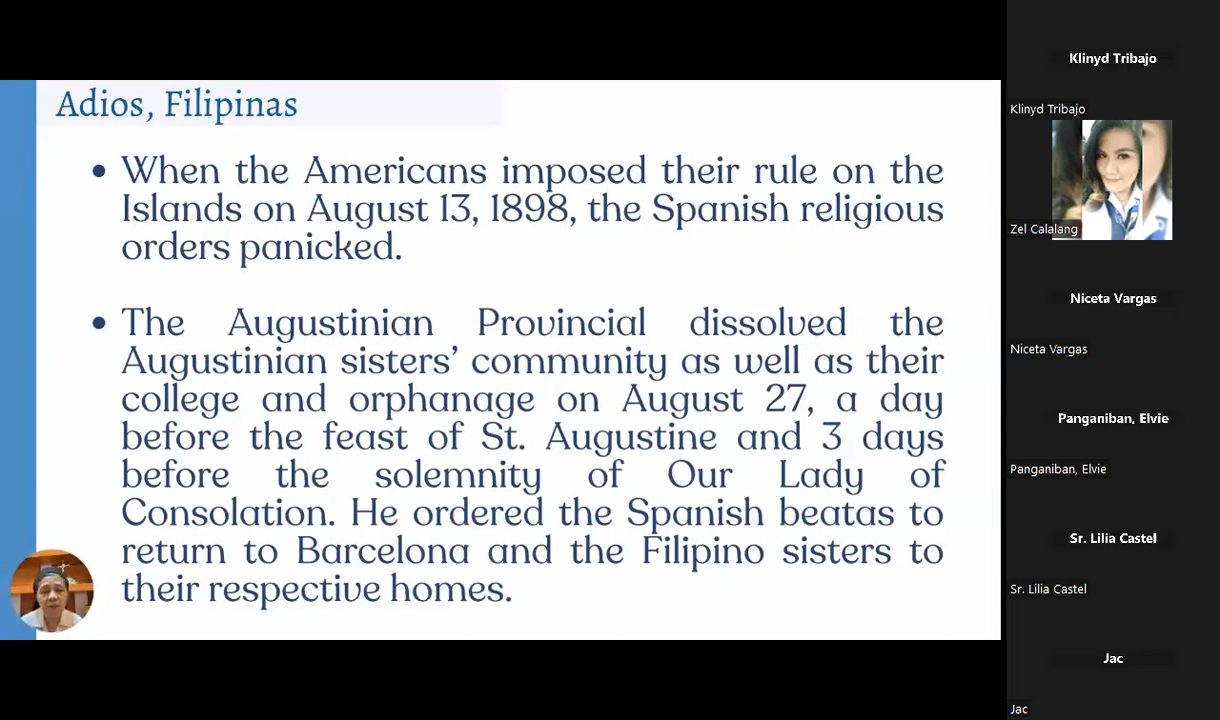 Adios, Filipinas
• When the Americans imposed their rule on the
Islands on August 13, 1898, the Spanish religious
orders panicked.
• The Augustinian Provincial dissolved the
Augustinian sisters’ community as well as their
college and orphanage on August 27, a day
before the feast of St. Augustine and 3 days
before the solemnity of Our Lady of
Consolation. He ordered the Spanish beatas to
return to Barcelona and the Filipino sisters to
their respective homes.
Klinyd Tribajo
Klinyd Tribajo
Zel Calalang
Niceta Vargas
Niceta Vargas
Panganiban, Elvie
Panganiban, Elvie
Sr. Lilia Castel
Sr. Lilia Castel
Jac
Jac